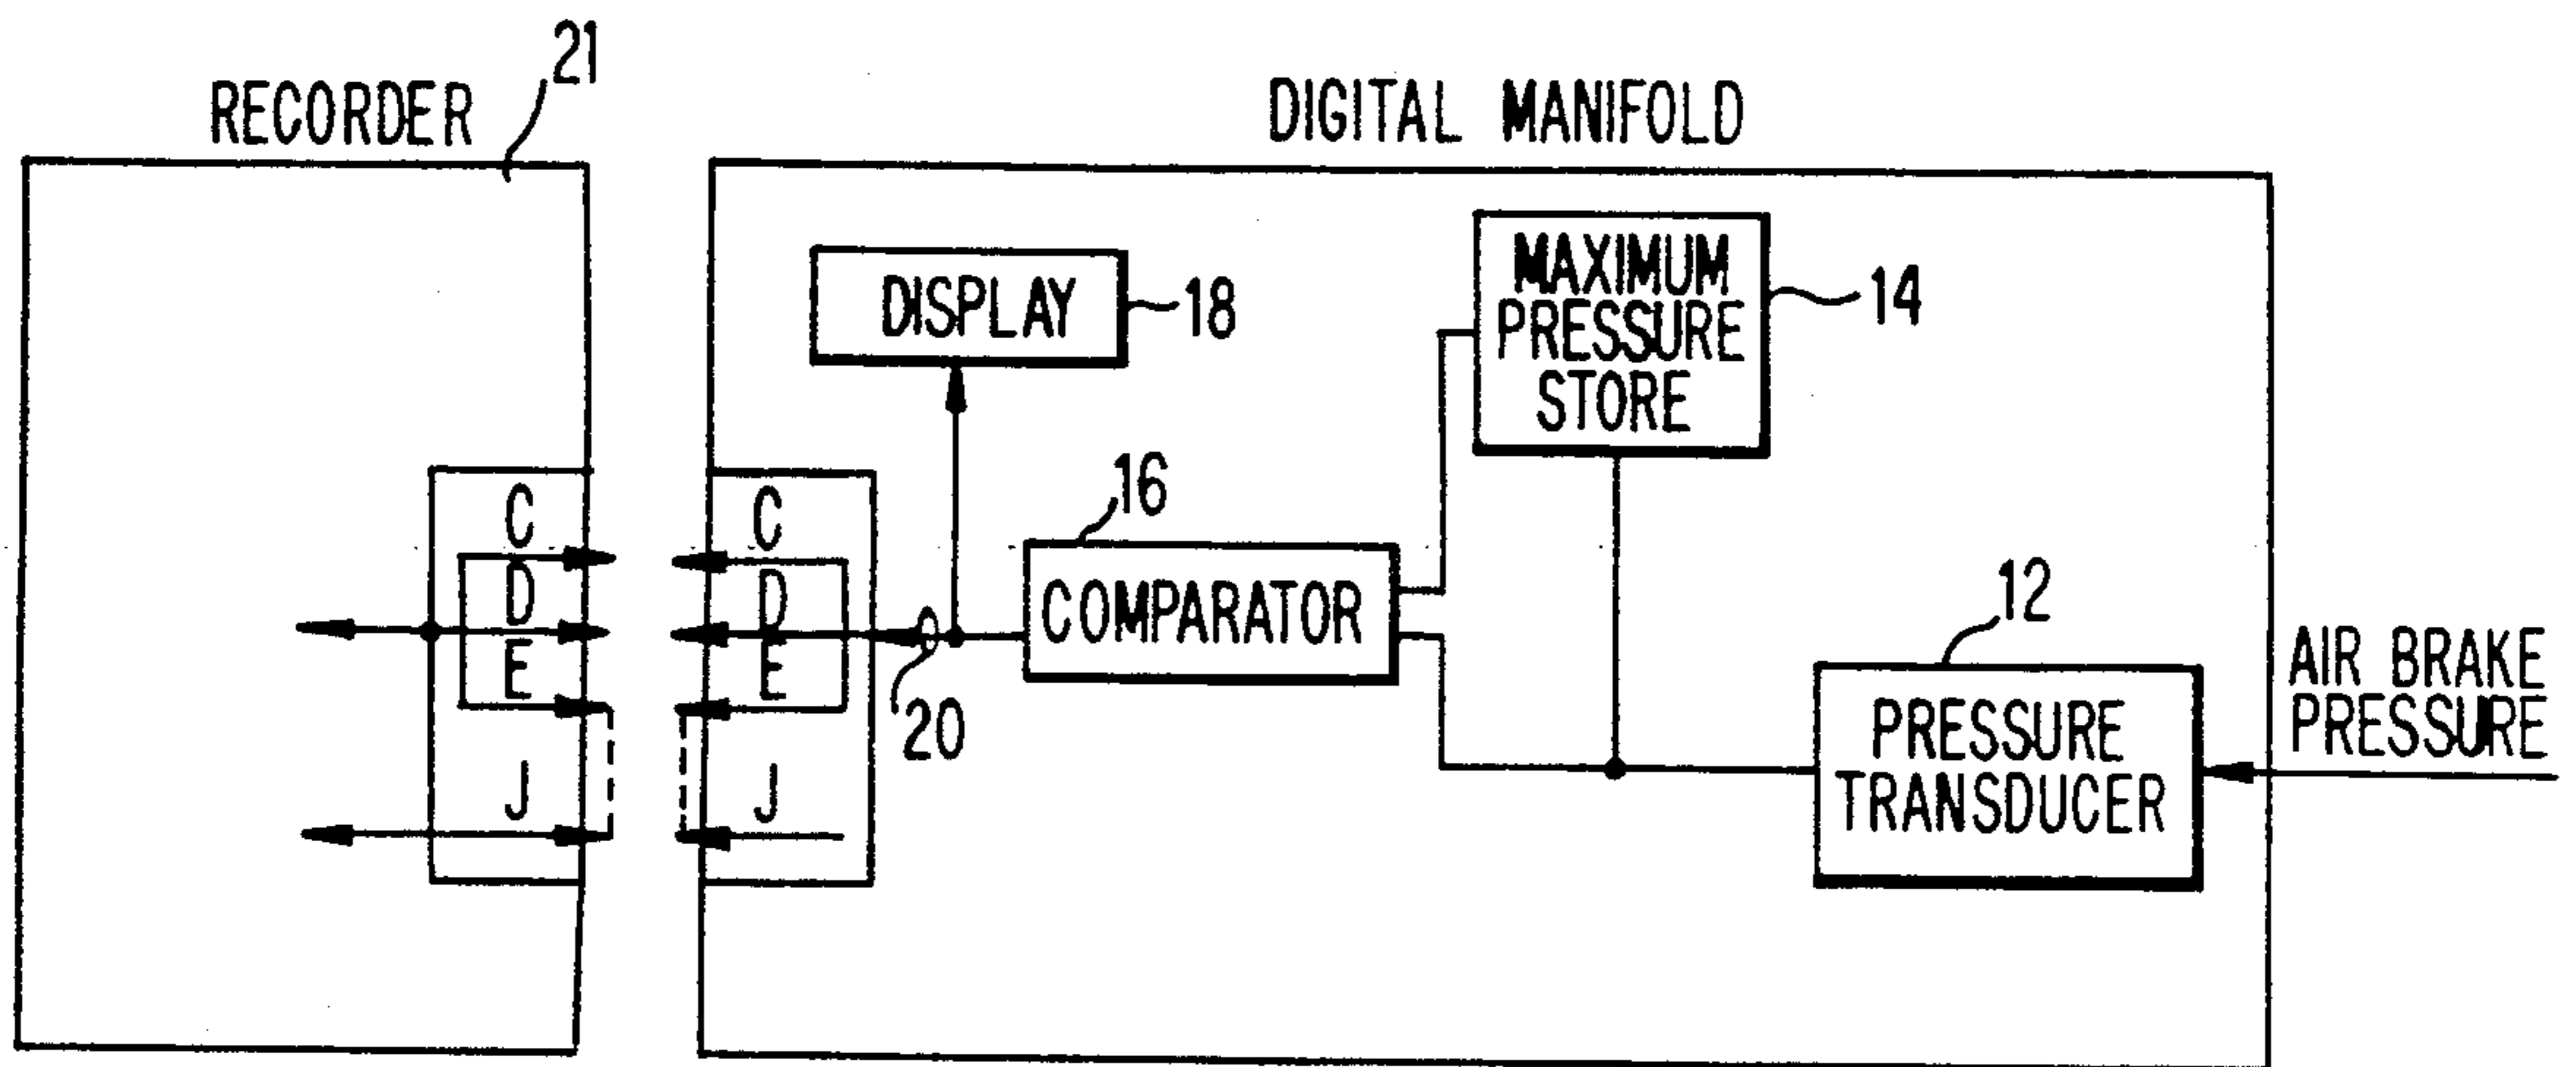 RECORDER
21
DIGITAL MANIFOLD
DISPLAY
18
MAXIMUM
PRESSURE
STORE
14
C
D
E
J
C
D
E
J
20
16
COMPARATOR
12
PRESSURE
TRANSDUCER
AIR BRAKE
PRESSURE